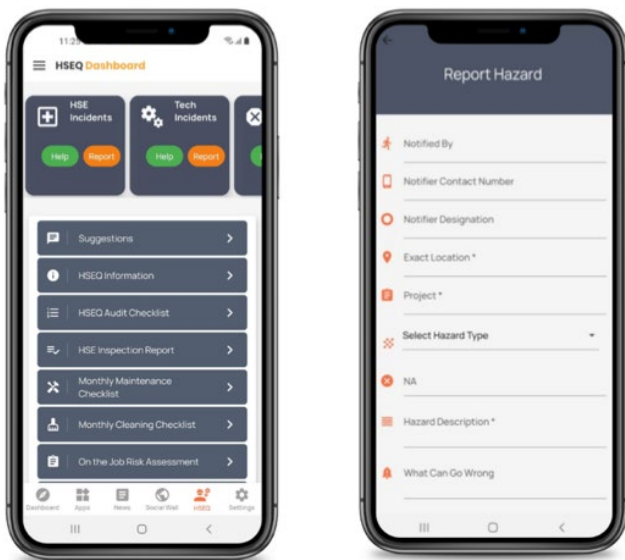 11:25
HSEQ Dashboard
HSE
Incidents
Help
Report
Tech
Incidents
Help
Report
Suggestions
HSEQ Information
HSEQ Audit Checklist
HSE Inspection Report
Monthly Maintenance
Checklist
Monthly Cleaning Checklist
On the Job Risk Assessment
Dashboard
Apps
News
Social Wall
HSEQ
Settings
Report Hazard
Notified By
Notifier Contact Number
Notifier Designation
Exact Location *
Project *
Select Hazard Type
NA
Hazard Description *
What Can Go Wrong